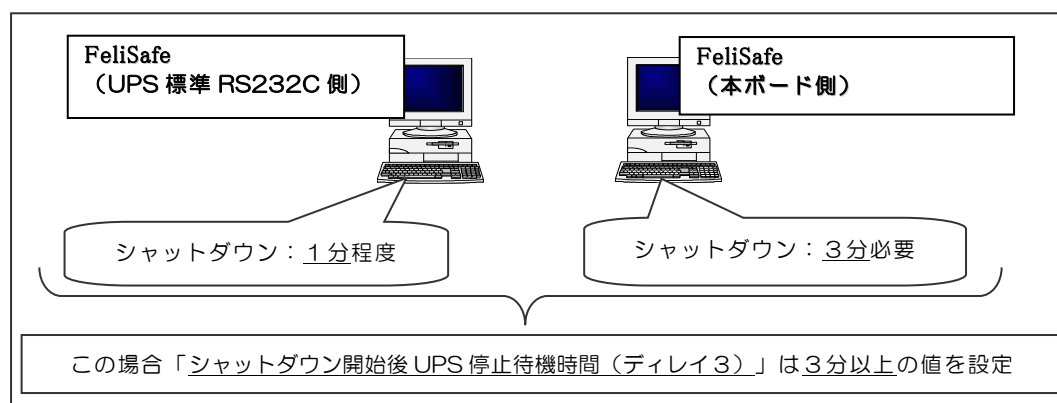 FeliSafe
（UPS 標準 RS232C 側）
FeliSafe
（本ボード側）
シャットダウン：１分程度
シャットダウン：３分必要
この場合「シャットダウン開始後 UPS 停止待機時間（ディレイ３）」は３分以上の値を設定